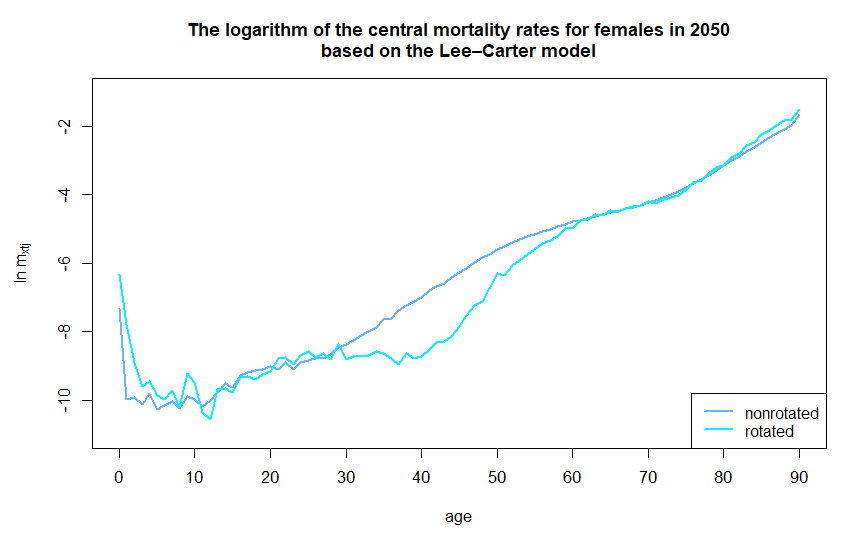 The logarithm of the central mortality rates for females in 2050
based on the Lee–Carter model
ln mxtj
-2
-4
-6
-8
-10
0 10 20 30 40 50 60 70 80 90
age
nonrotated
rotated